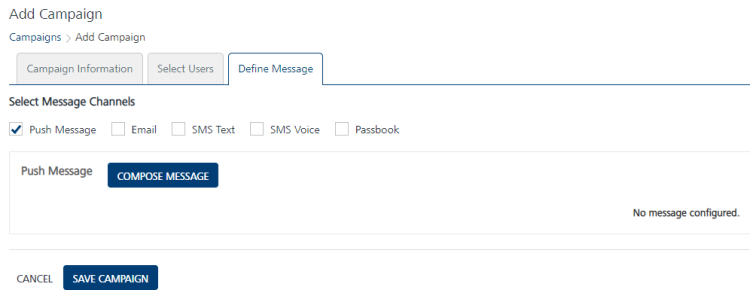 Add Campaign
Campaigns > Add Campaign
Campaign Information Select Users Define Message
Select Message Channels
Push Message Email SMS Text SMS Voice Passbook
Push Message COMPOSE MESSAGE
No message configured.
CANCEL SAVE CAMPAIGN